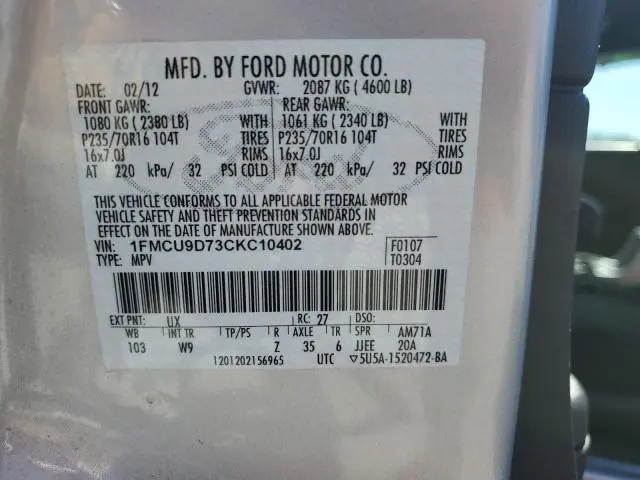 MFD. BY FORD MOTOR CO.
DATE: 02/12 GVWR: 2087 KG ( 4600 LB)
FRONT GAWR: REAR GAWR:
1080 KG ( 2380 LB) WITH 1061 KG ( 2340 LB) WITH
P235/70R16 104T TIRES P235/70R16 104T TIRES
16x7.0J RIMS 16x7.0J RIMS
AT 220 kPa/ 32 PSI COLD AT 220 kPa/ 32 PSI COLD
THIS VEHICLE CONFORMS TO ALL APPLICABLE FEDERAL MOTOR
VEHICLE SAFETY AND THEFT PREVENTION STANDARDS IN
EFFECT ON THE DATE OF MANUFACTURE SHOWN ABOVE.
VIN: 1FMCU9D73CKC10402 F0107
TYPE: MPV T0304
EXT PNT: UX RC: 27 DSO:
WB INT TR TP/PS R AXLE TR SPR AM71A
103 W9 Z 35 6 JJEE 20A
1201202156965 UTC ▽5U5A-1520472-BA